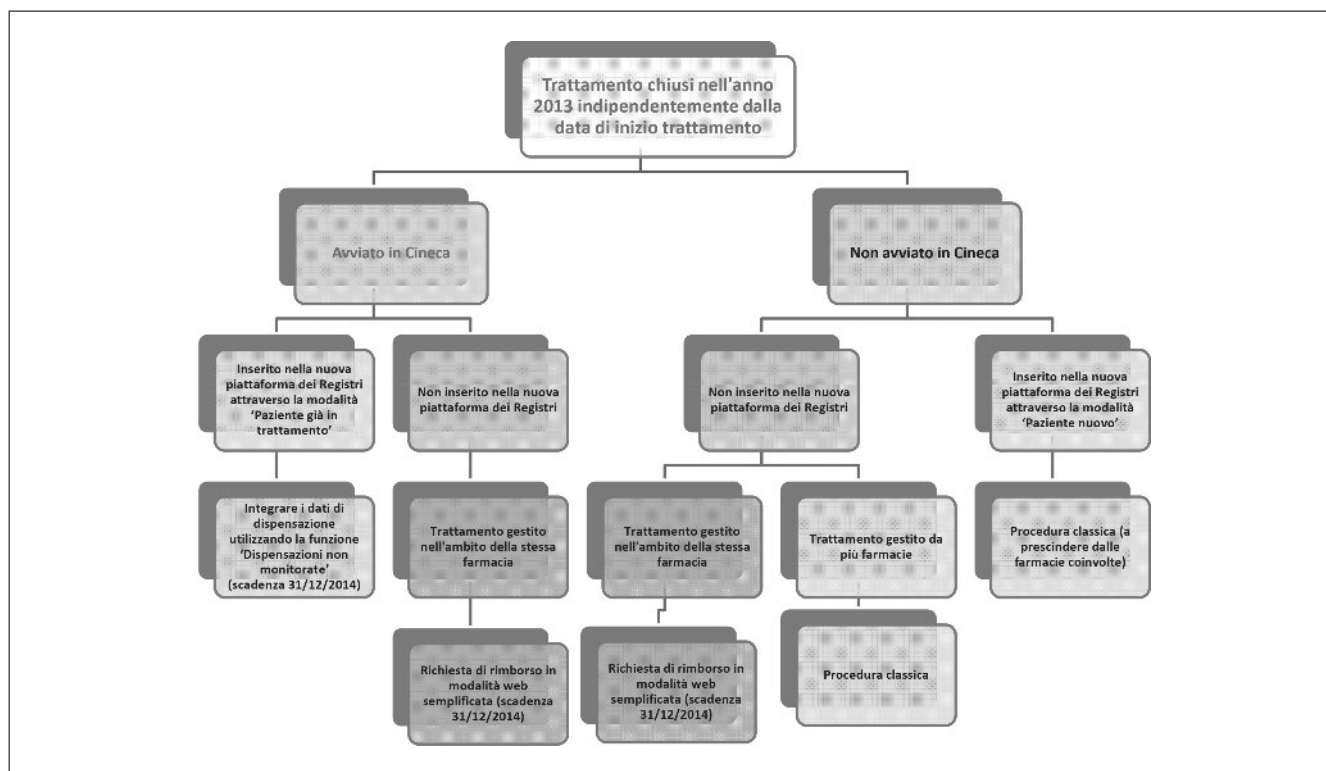 Trattamento chiusi nell'anno
2013 indipendentemente dalla
data di inizio trattamento
Avviato in Cineca
Non avviato in Cineca
Inserito nella nuova
piattaforma dei Registri
attraverso la modalità
‘Paziente già in
trattamento’
Non inserito nella nuova
piattaforma dei Registri
Non inserito nella nuova
piattaforma dei Registri
Inserito nella nuova
piattaforma dei Registri
attraverso la modalità
‘Paziente nuovo’
Integrare i dati di
dispensazione
utilizzando la funzione
‘Dispensazioni non
monitorate’
(scadenza 31/12/2014)
Trattamento gestito
nell'ambito della stessa
farmacia
Trattamento gestito
nell'ambito della stessa
farmacia
Trattamento gestito da
più farmacie
Procedura classica (a
prescindere dalle
farmacie coinvolte)
Richiesta di rimborso in
modalità web
semplificata (scadenza
31/12/2014)
Richiesta di rimborso in
modalità web
semplificata (scadenza
31/12/2014)
Procedura classica